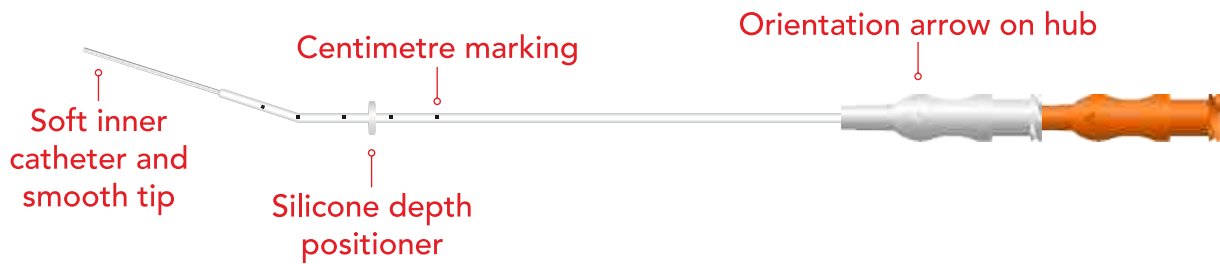 Orientation arrow on hub
Centimetre marking
Soft inner
catheter and
smooth tip
Silicone depth
positioner